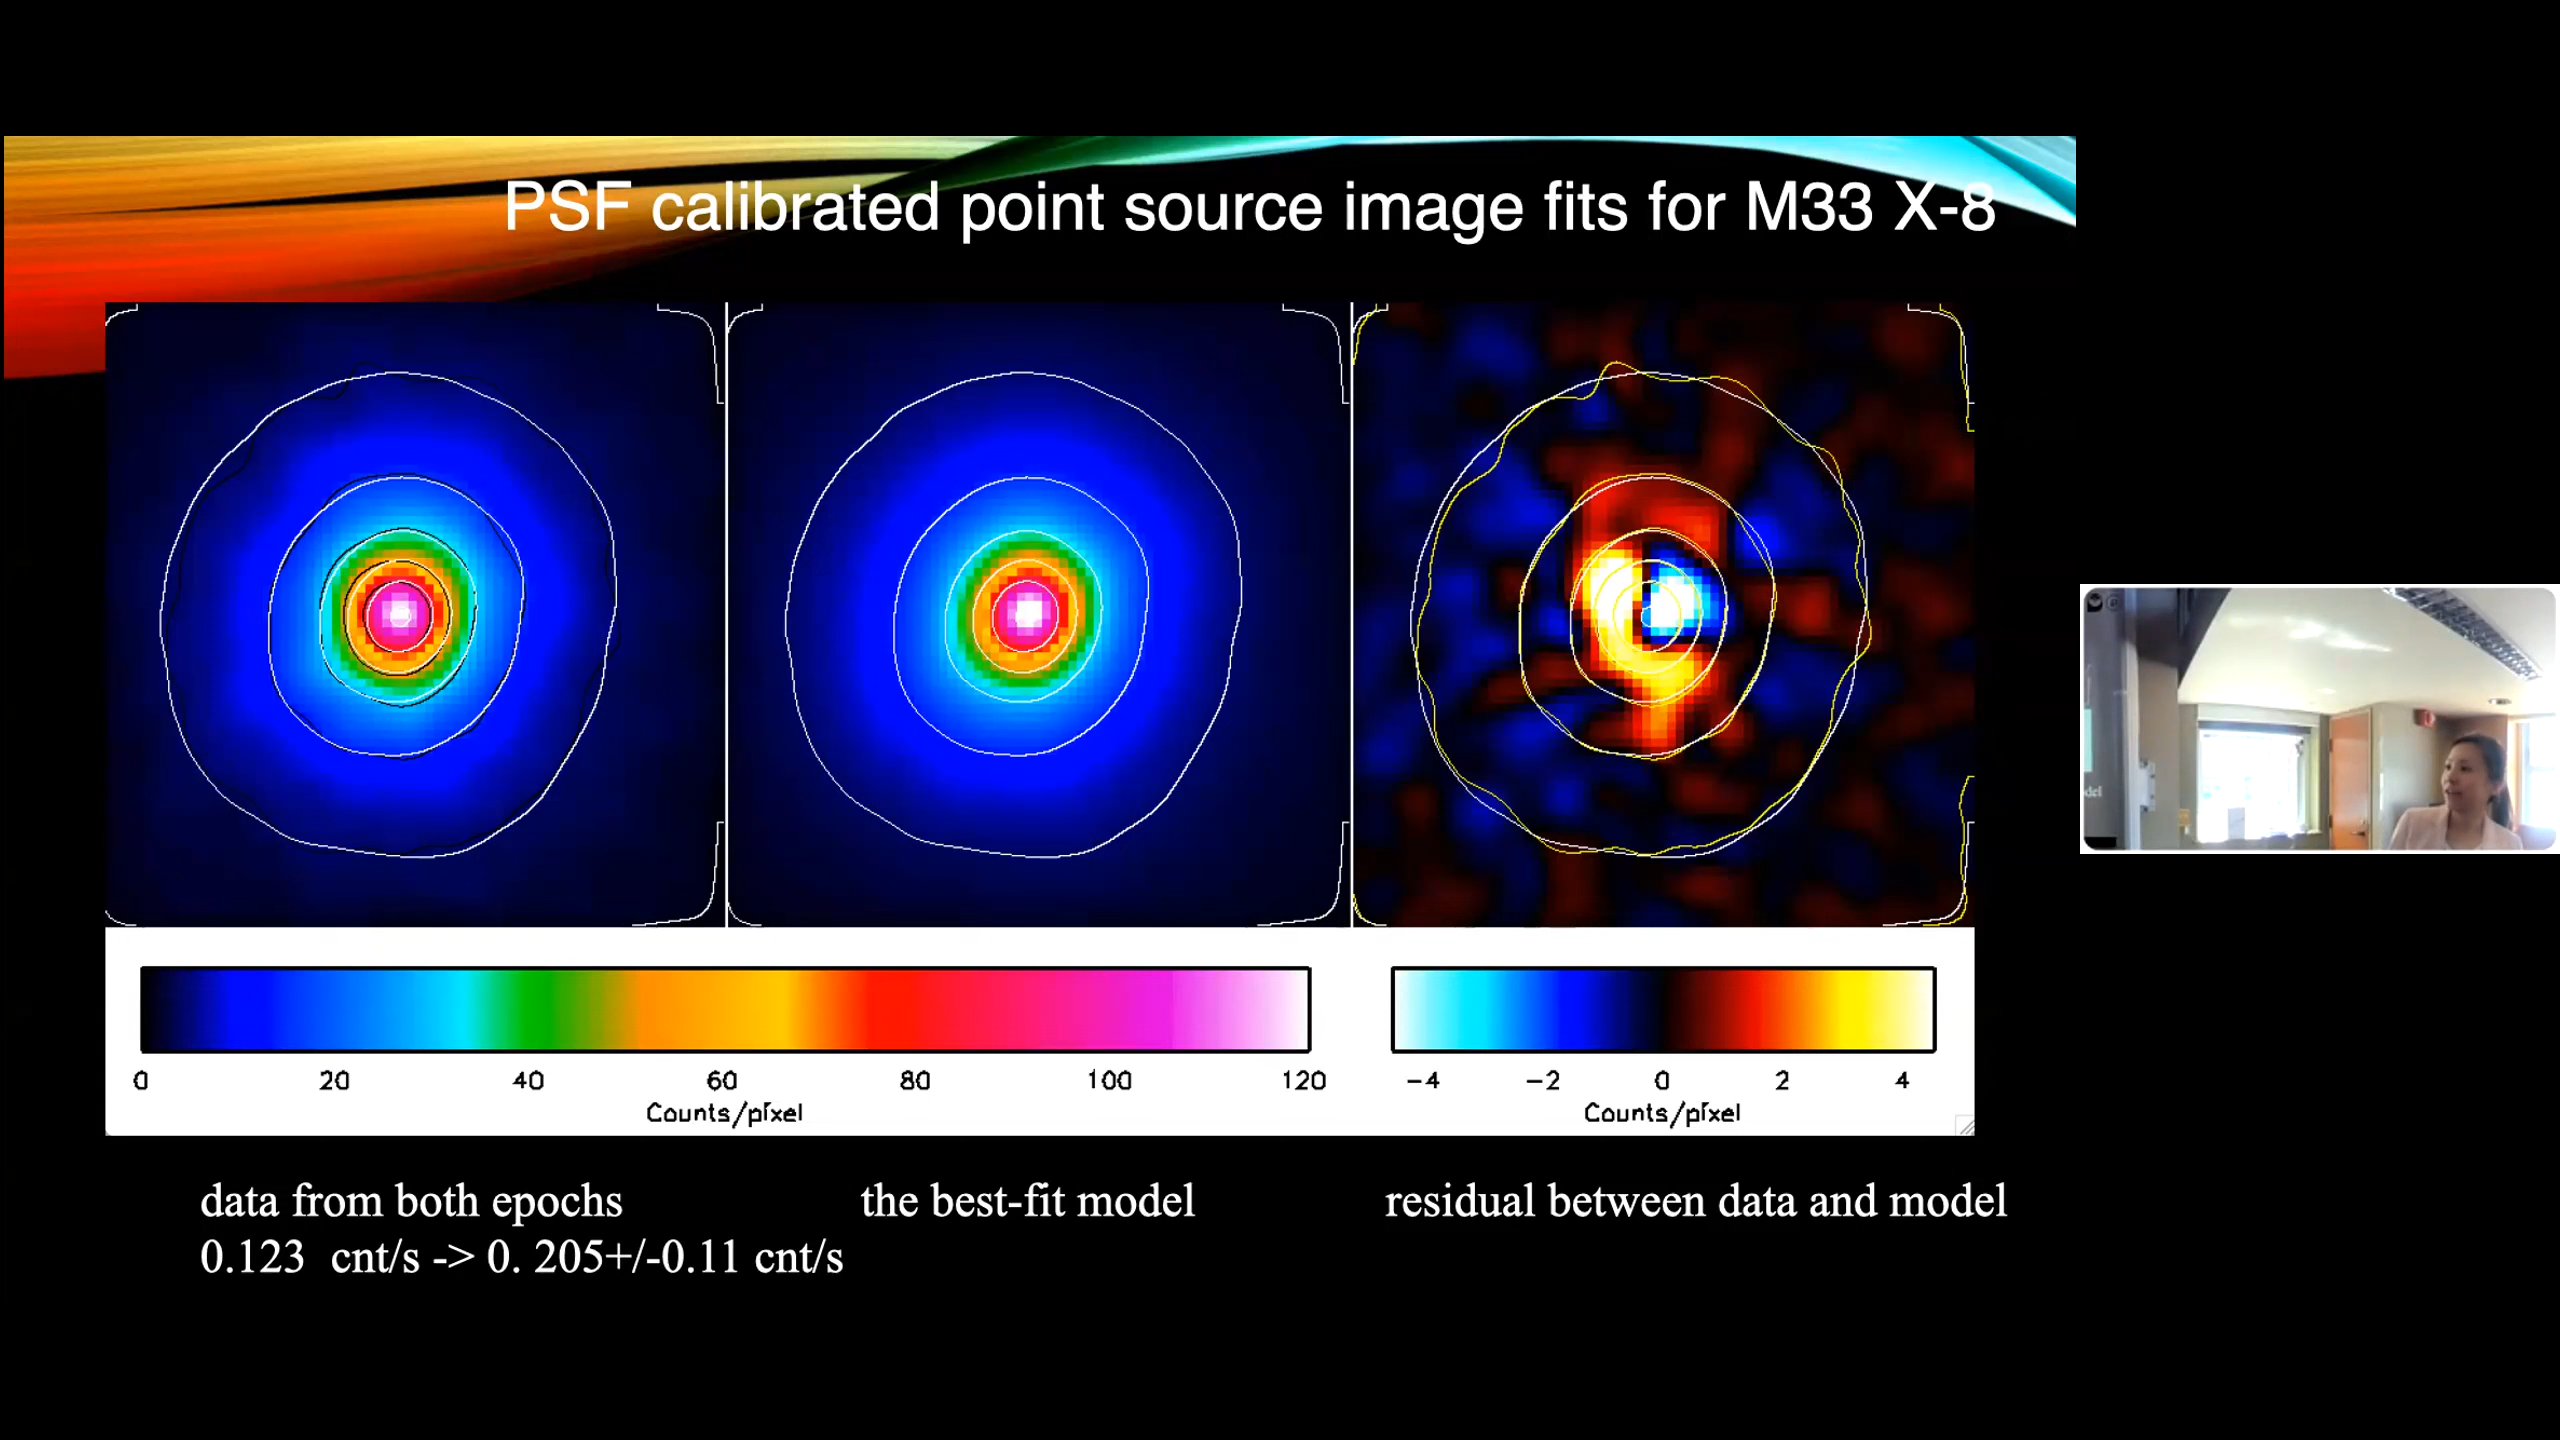 PSF calibrated point source image fits for M33 X-8
0 20 40 60 80 100 120
Counts/pixel
-4 -2 0 2 4
Counts/pixel
data from both epochs
0.123 cnt/s -> 0. 205+/-0.11 cnt/s
the best-fit model
residual between data and model
del